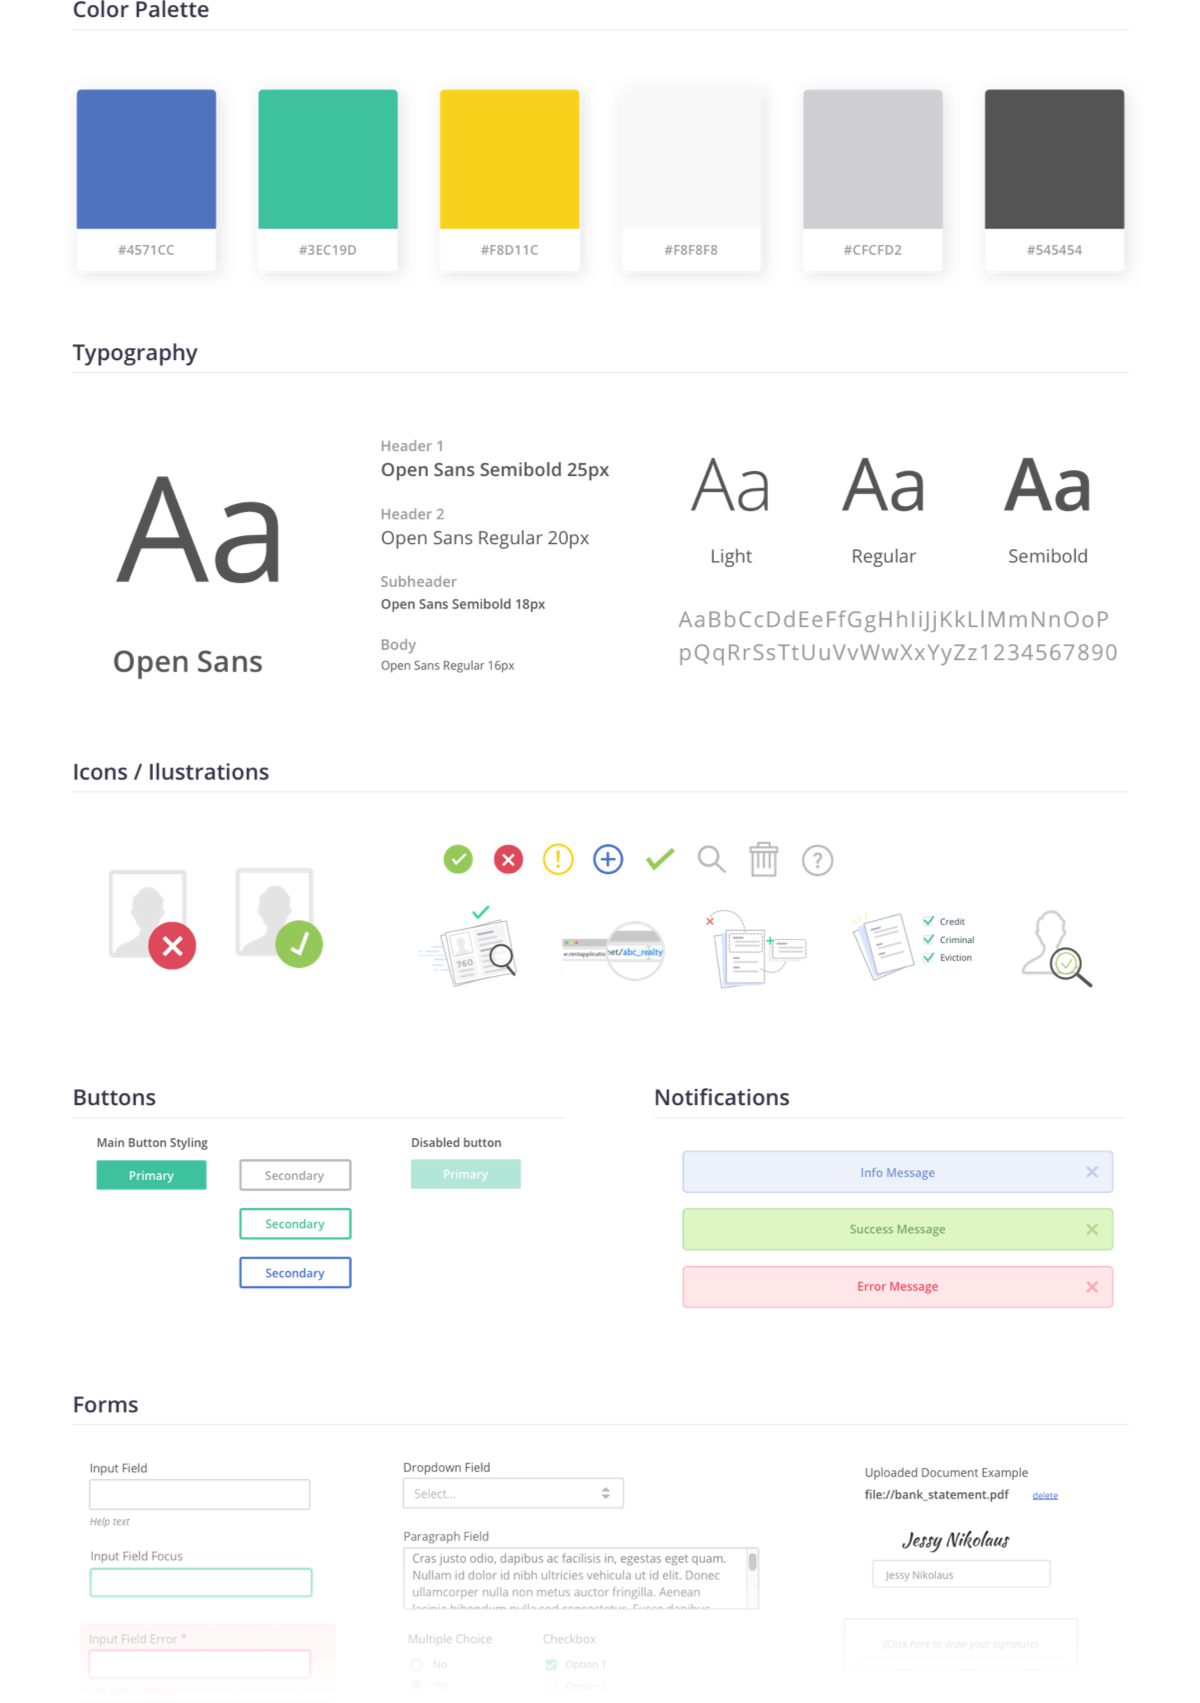 Color Palette
#4571CC
#3EC19D
#F8D11C
#F8F8F8
#CFCFD2
#545454
Typography
Aa
Open Sans
Header 1
Open Sans Semibold 25px
Header 2
Open Sans Regular 20px
Subheader
Open Sans Semibold 18px
Body
Open Sans Regular 16px
Aa
Light
Aa
Regular
Aa
Semibold
AaBbCcDdEeFfGgHhIiJjKkLlMmNnOoP
pQqRrSsTtUuVvWwXxYyZz1234567890
Icons / Ilustrations
760
w.rentapplicatio
net/abc_realty
Credit
Criminal
Eviction
Buttons
Main Button Styling
Primary
Secondary
Secondary
Secondary
Disabled button
Primary
Notifications
Info Message
Success Message
Error Message
Forms
Input Field
Help text
Input Field Focus
Input Field Error *
Dropdown Field
Select...
Paragraph Field
Cras justo odio, dapibus ac facilisis in, egestas eget quam.
Nullam id dolor id nibh ultricies vehicula ut id elit. Donec
ullamcorper nulla non metus auctor fringilla. Aenean
lacinia bibendum nulla sed consectetur. Fusce dapibus
Multiple Choice
No
Yes
Checkbox
Option 1
Option 2
Uploaded Document Example
file://bank_statement.pdf delete
Jessy Nikolaus
Jessy Nikolaus
(Click here to draw your signature)